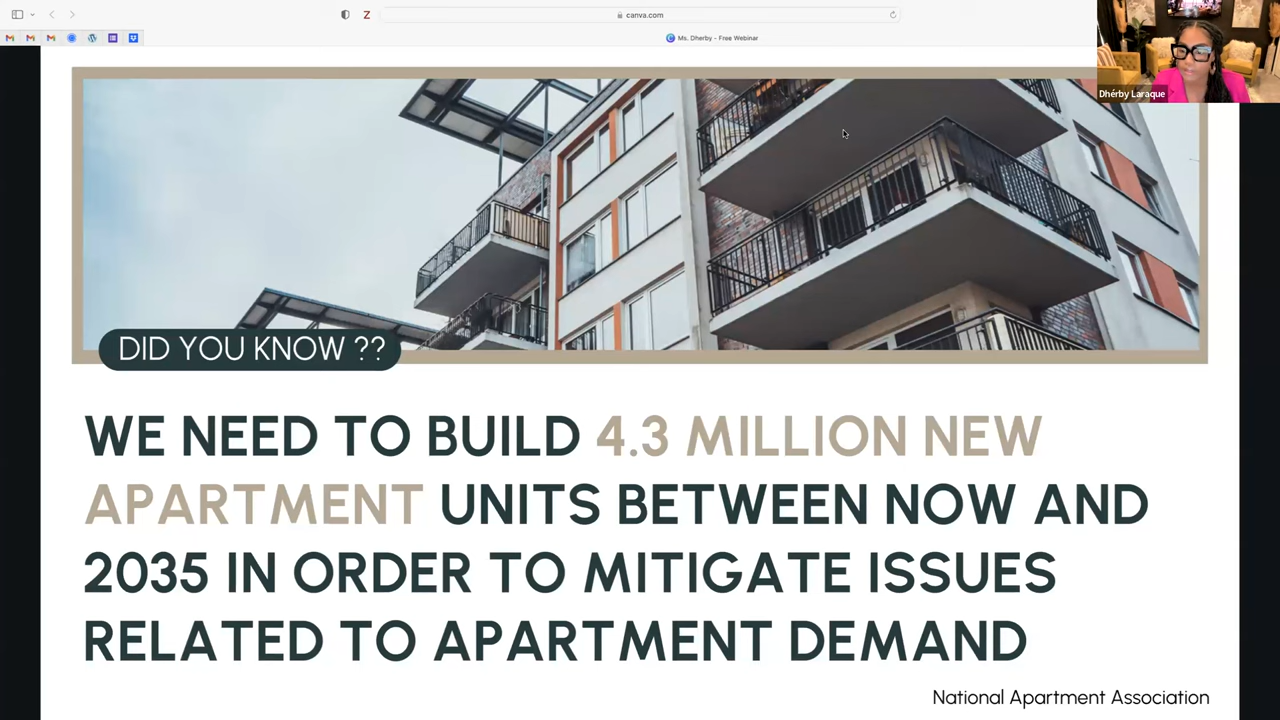 canva.com
Ms. Dherby - Free Webinar
Dhérby Laraque
DID YOU KNOW ??
WE NEED TO BUILD 4.3 MILLION NEW
APARTMENT UNITS BETWEEN NOW AND
2035 IN ORDER TO MITIGATE ISSUES
RELATED TO APARTMENT DEMAND
National Apartment Association